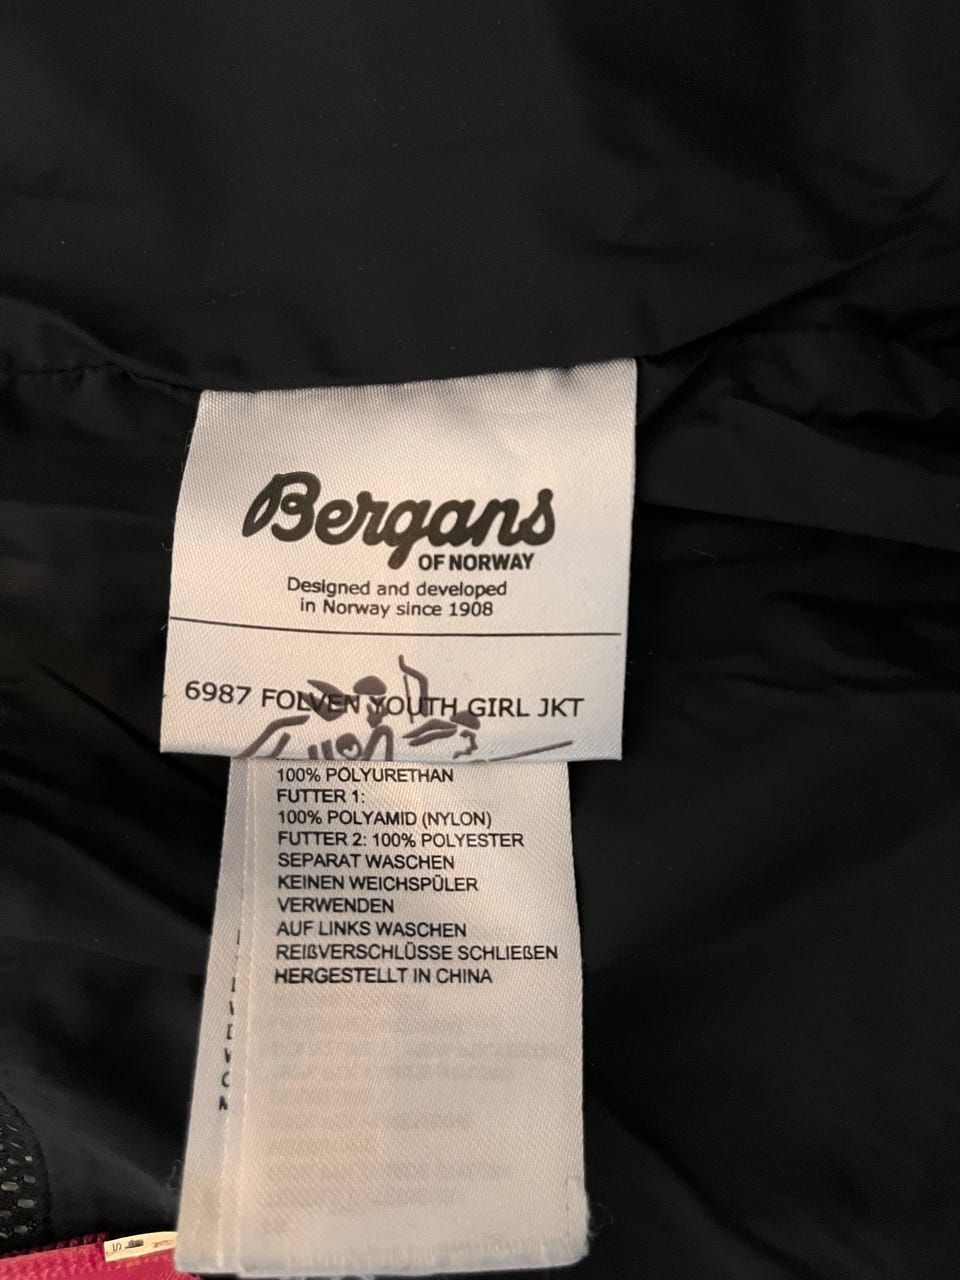 Bergans
OF NORWAY
Designed and developed
in Norway since 1908
6987 FOLVEN YOUTH GIRL JKT
100% POLYURETHAN
FUTTER 1:
100% POLYAMID (NYLON)
FUTTER 2: 100% POLYESTER
SEPARAT WASCHEN
KEINEN WEICHSPÜLER
VERWENDEN
AUF LINKS WASCHEN
REIßVERSCHLÜSSE SCHLIEßEN
HERGESTELLT IN CHINA